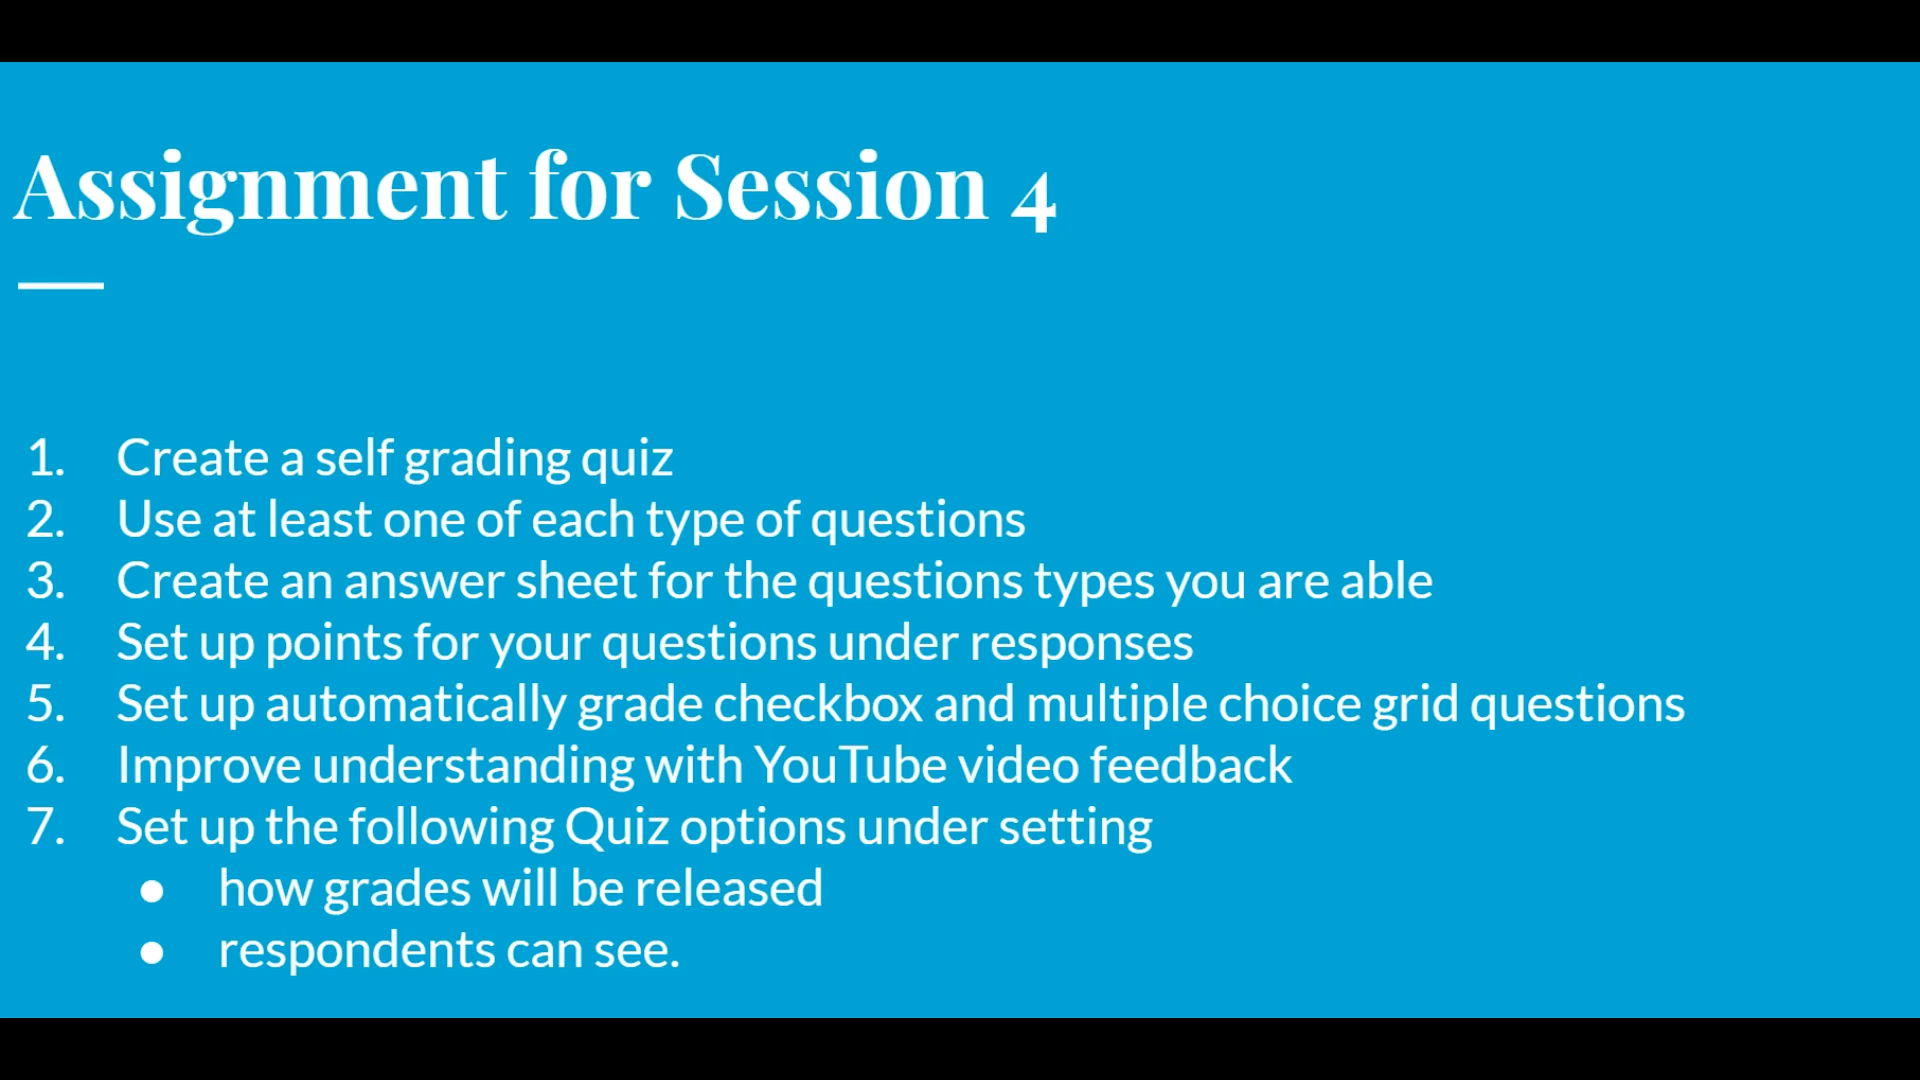 Assignment for Session 4
1. Create a self grading quiz
2. Use at least one of each type of questions
3. Create an answer sheet for the questions types you are able
4. Set up points for your questions under responses
5. Set up automatically grade checkbox and multiple choice grid questions
6. Improve understanding with YouTube video feedback
7. Set up the following Quiz options under setting
● how grades will be released
● respondents can see.